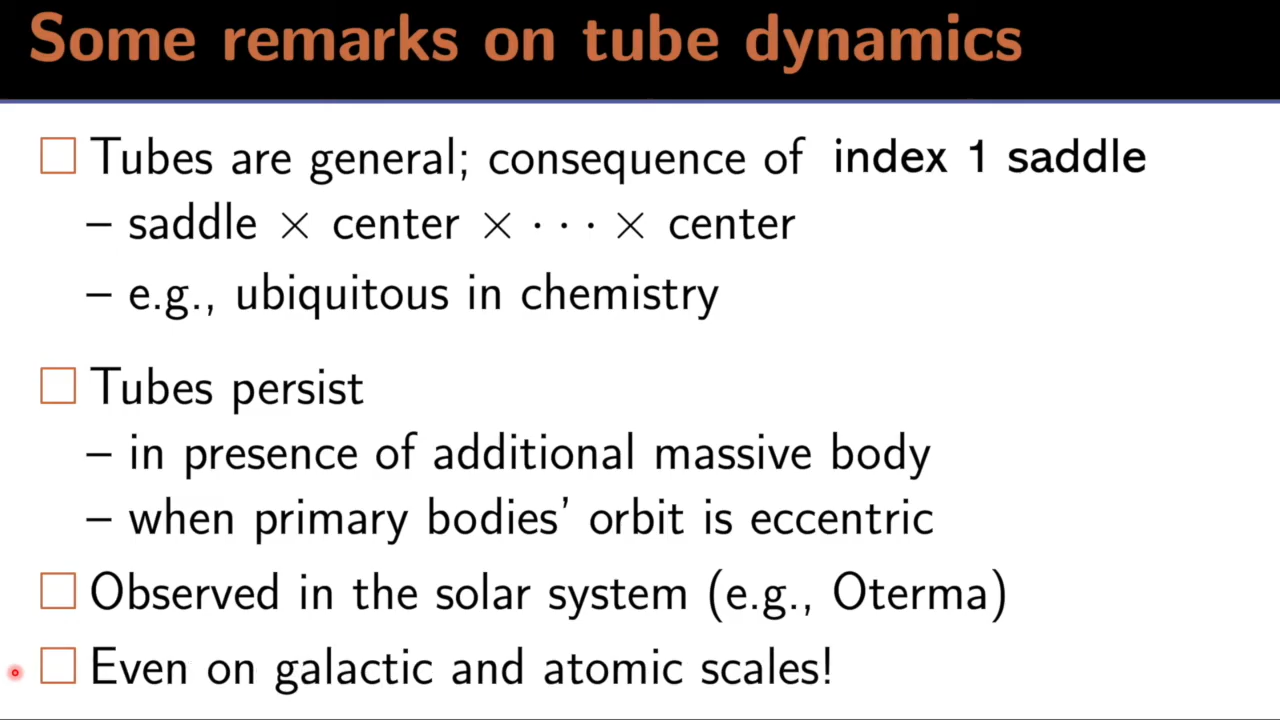 Some remarks on tube dynamics
□ Tubes are general; consequence of index 1 saddle
– saddle × center × · · · × center
– e.g., ubiquitous in chemistry
□ Tubes persist
– in presence of additional massive body
– when primary bodies’ orbit is eccentric
□ Observed in the solar system (e.g., Oterma)
□ Even on galactic and atomic scales!